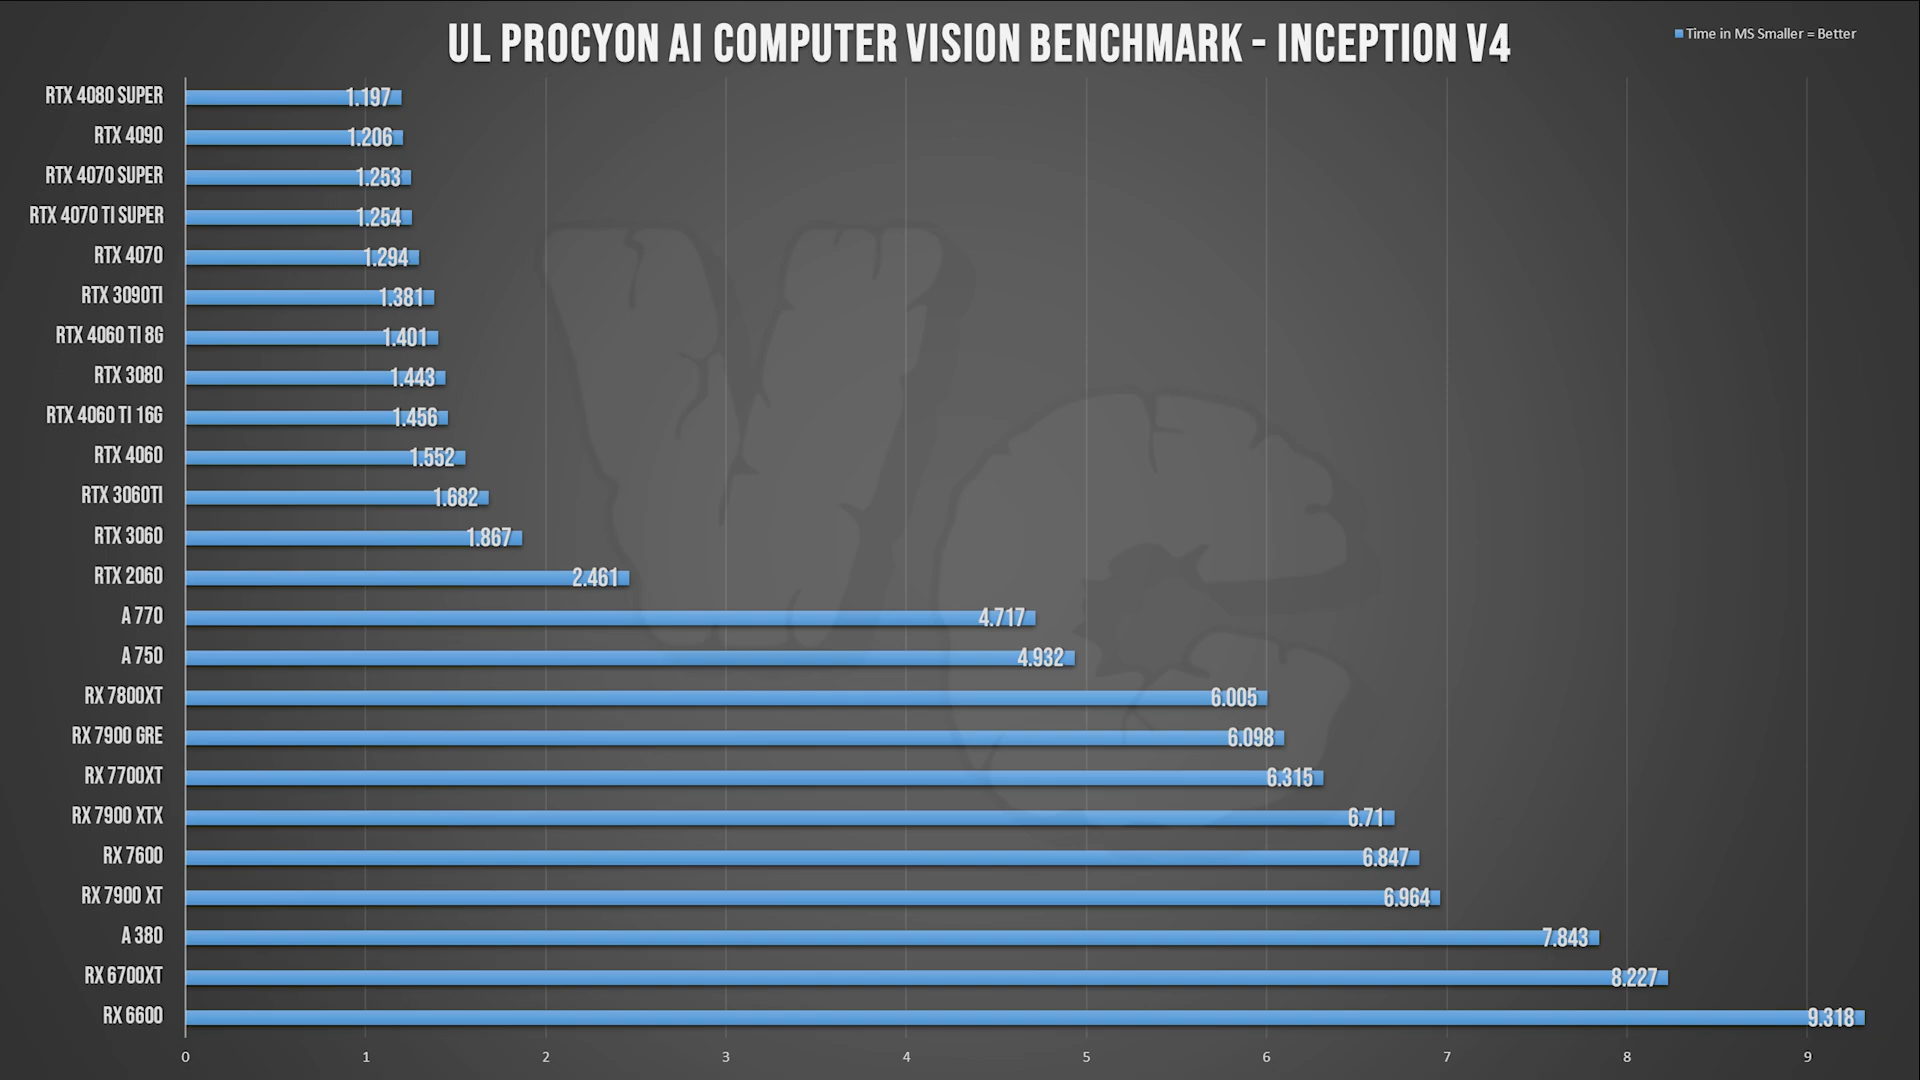 UL PROCYON AI COMPUTER VISION BENCHMARK - INCEPTION V4
Time in MS Smaller = Better
RTX 4080 SUPER 1.197
RTX 4090 1.206
RTX 4070 SUPER 1.253
RTX 4070 TI SUPER 1.254
RTX 4070 1.294
RTX 3090TI 1.381
RTX 4060 TI 8G 1.401
RTX 3080 1.443
RTX 4060 TI 16G 1.456
RTX 4060 1.552
RTX 3060TI 1.682
RTX 3060 1.867
RTX 2060 2.461
A 770 4.717
A 750 4.932
RX 7800XT 6.005
RX 7900 GRE 6.098
RX 7700XT 6.315
RX 7900 XTX 6.71
RX 7600 6.847
RX 7900 XT 6.964
A 380 7.843
RX 6700XT 8.227
RX 6600 9.318
0 1 2 3 4 5 6 7 8 9